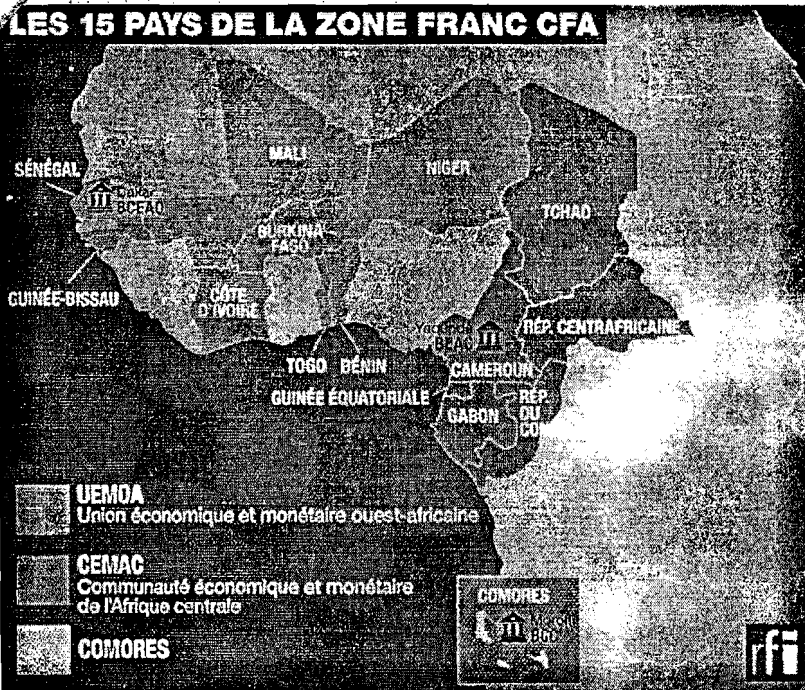 LES 15 PAYS DE LA ZONE FRANC CFA
MALI
NIGER
SÉNÉGAL
Dakar
BCEAO
TCHAD
BURKINA
FASO
GUINÉE-BISSAU
CÔTE
D'IVOIRE
RÉP. CENTRAFRICAINE
BEAC
TOGO
BÉNIN
CAMEROUN
GUINÉE ÉQUATORIALE
GABON
RÉP.
DU
UEMOA
Union économique et monétaire ouest-africaine
CEMAC
Communauté économique et monétaire
de l'Afrique centrale
COMORES
COMORES
rfi